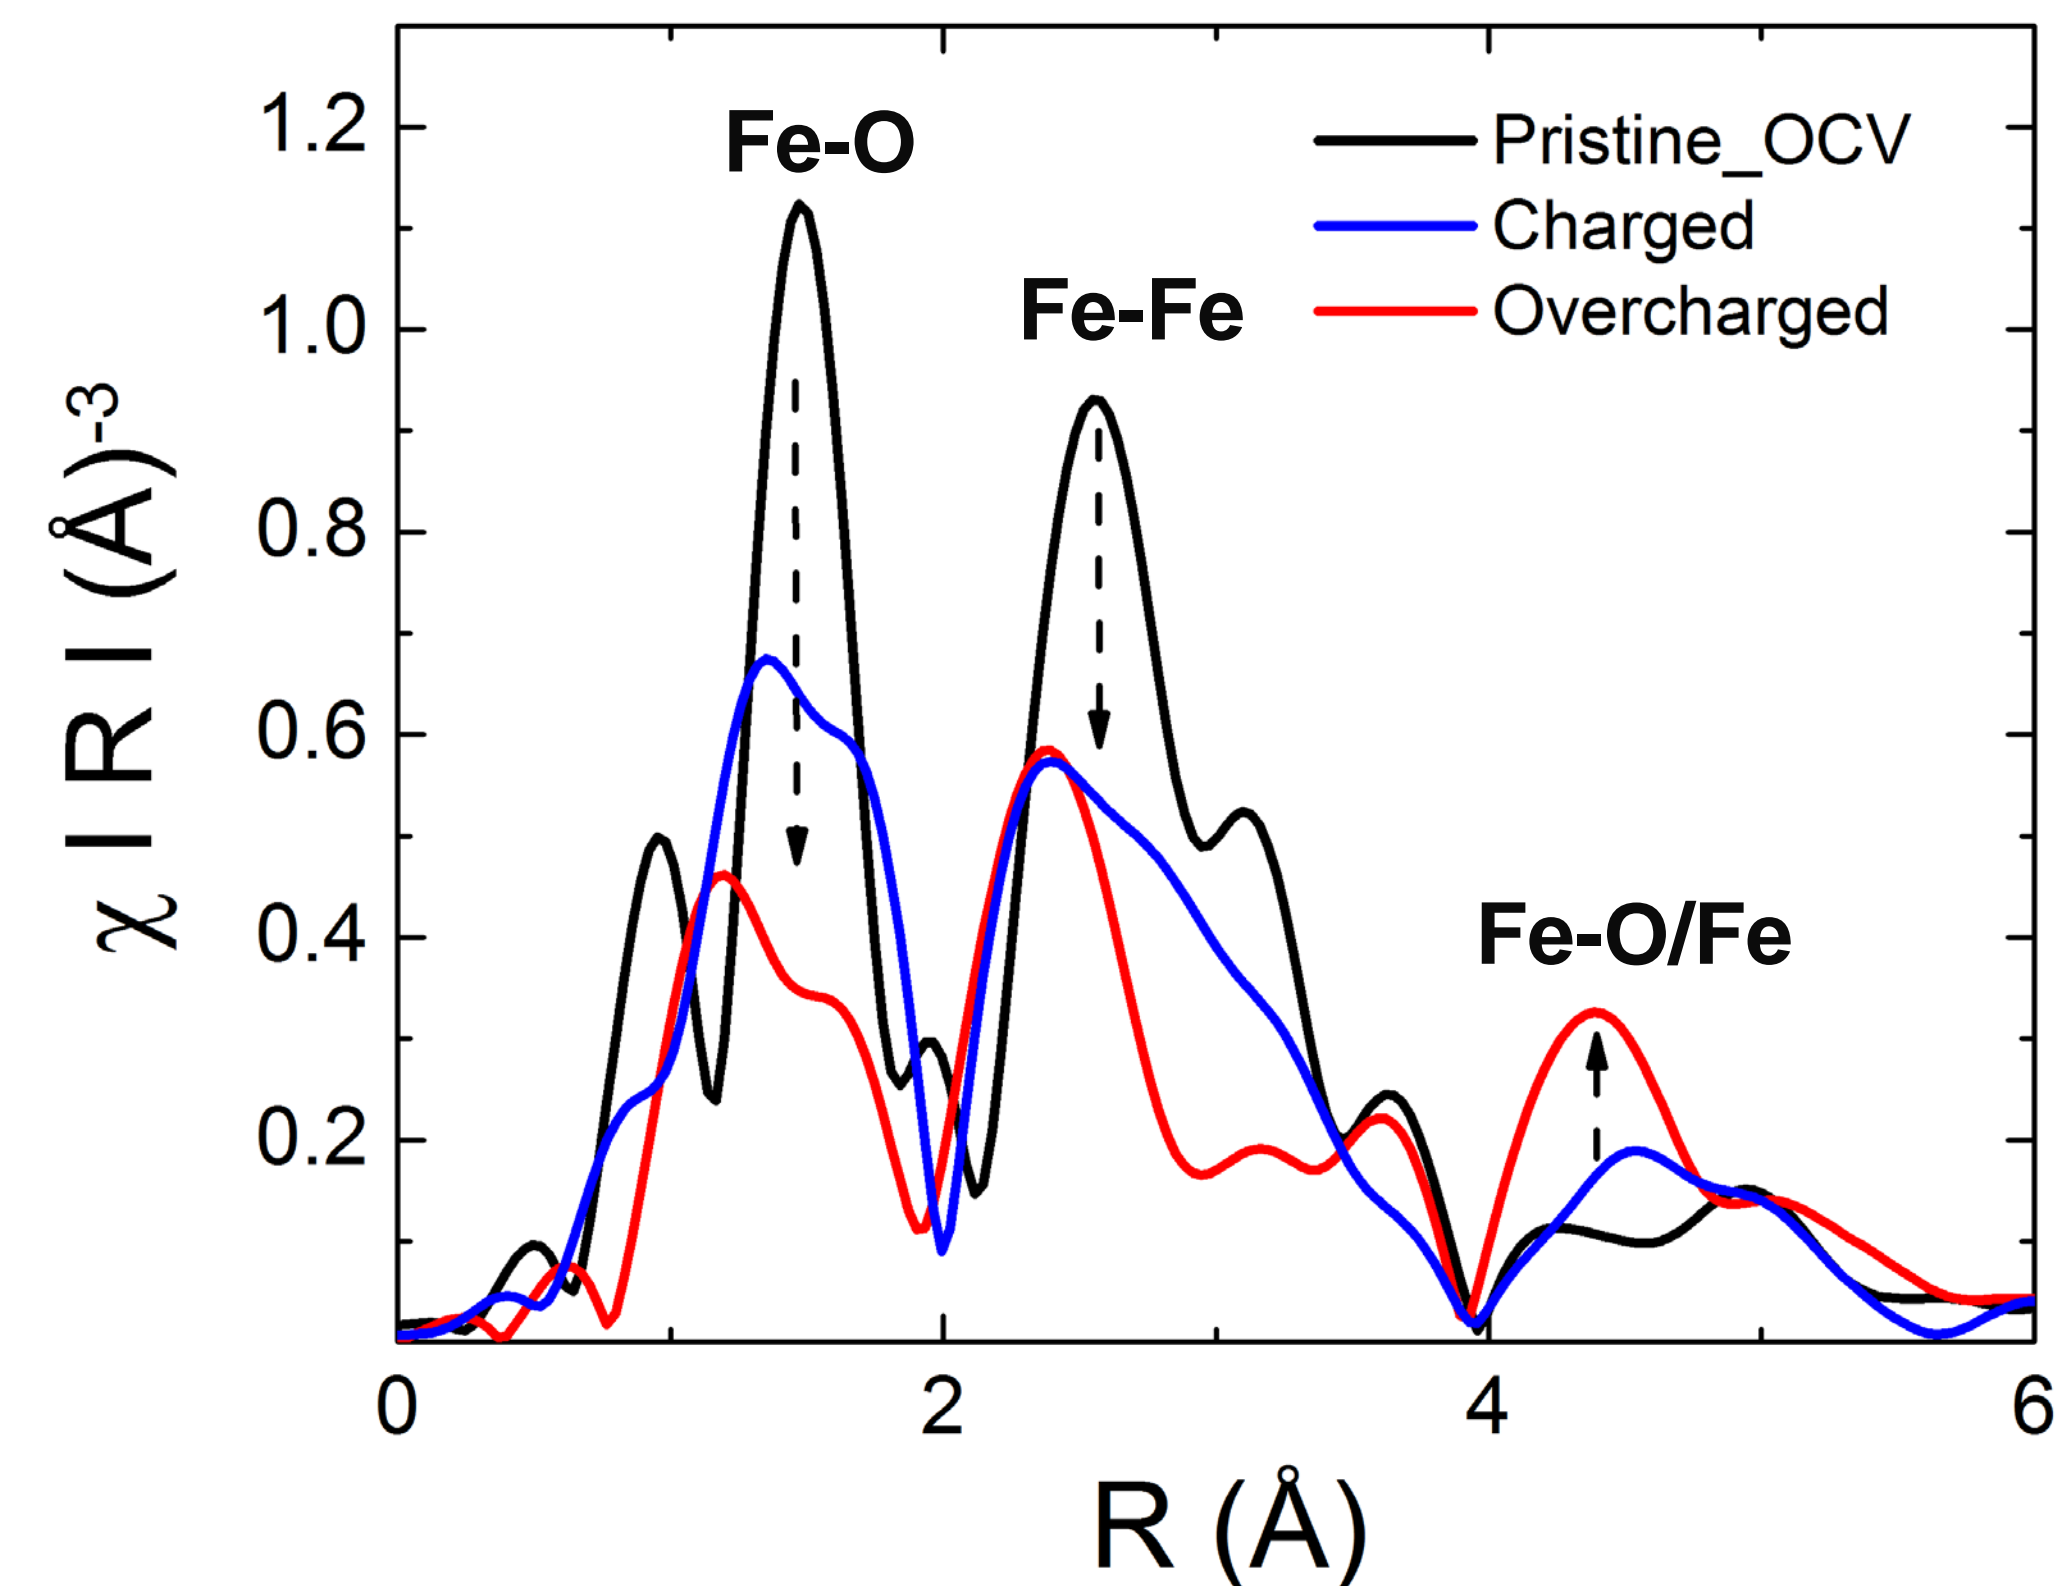 Fe-O
Fe-Fe
Fe-O/Fe
Pristine_OCV
Charged
Overcharged
1.2
1.0
0.8
0.6
0.4
0.2
χ I R I (Å)-3
0 2 4 6
R (Å)